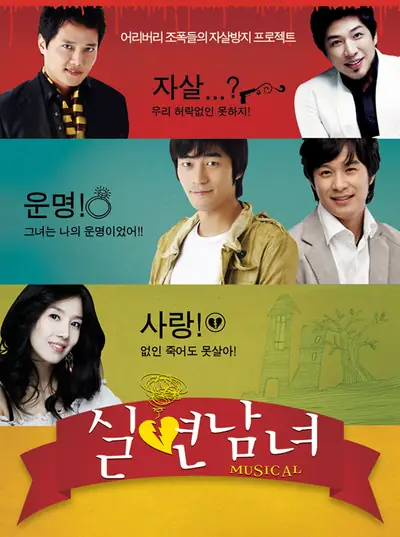 어리버리 조폭들의 자살방지 프로젝트
자살...?
우리 허락없인 못하지!
운명!
그녀는 나의 운명이었어!!
사랑!
없인 죽어도 못살아!
실연남녀
MUSICAL